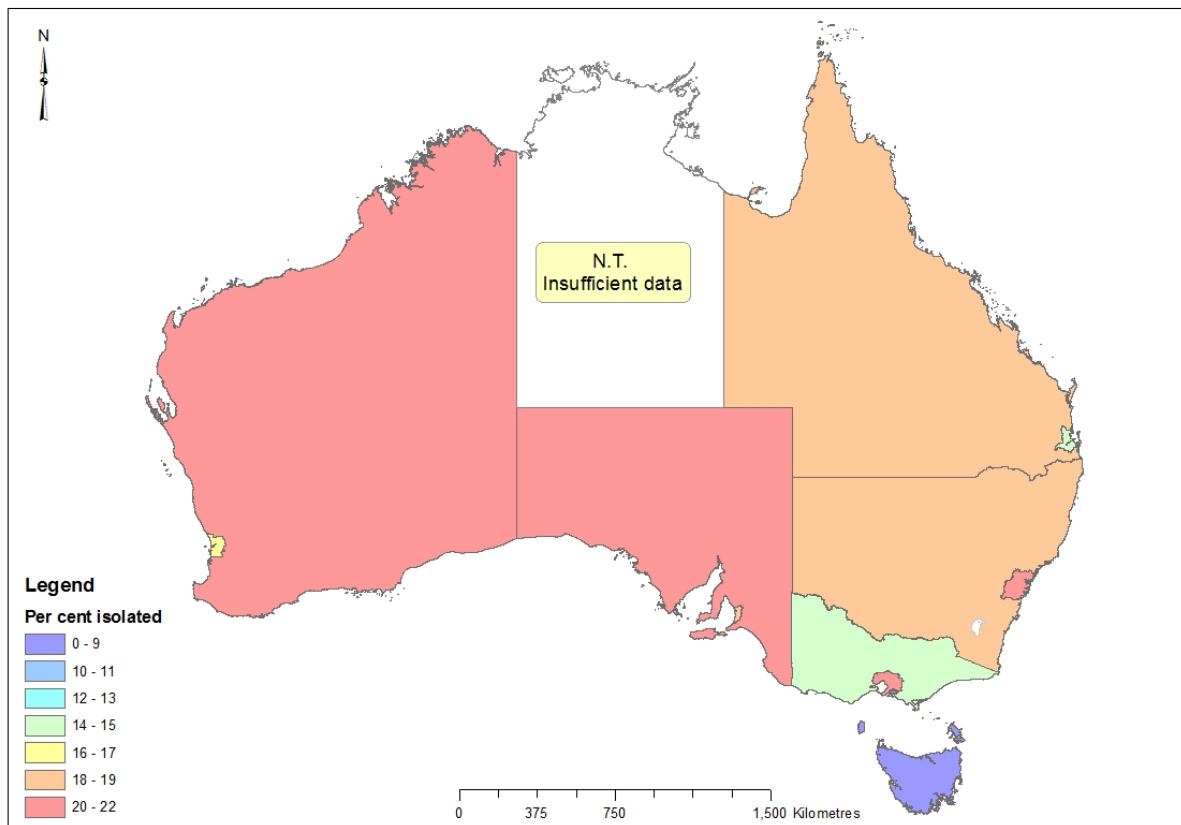 N
N.T.
Insufficient data
Legend
Per cent isolated
0 - 9
10 - 11
12 - 13
14 - 15
16 - 17
18 - 19
20 - 22
0 375 750 1,500 Kilometres